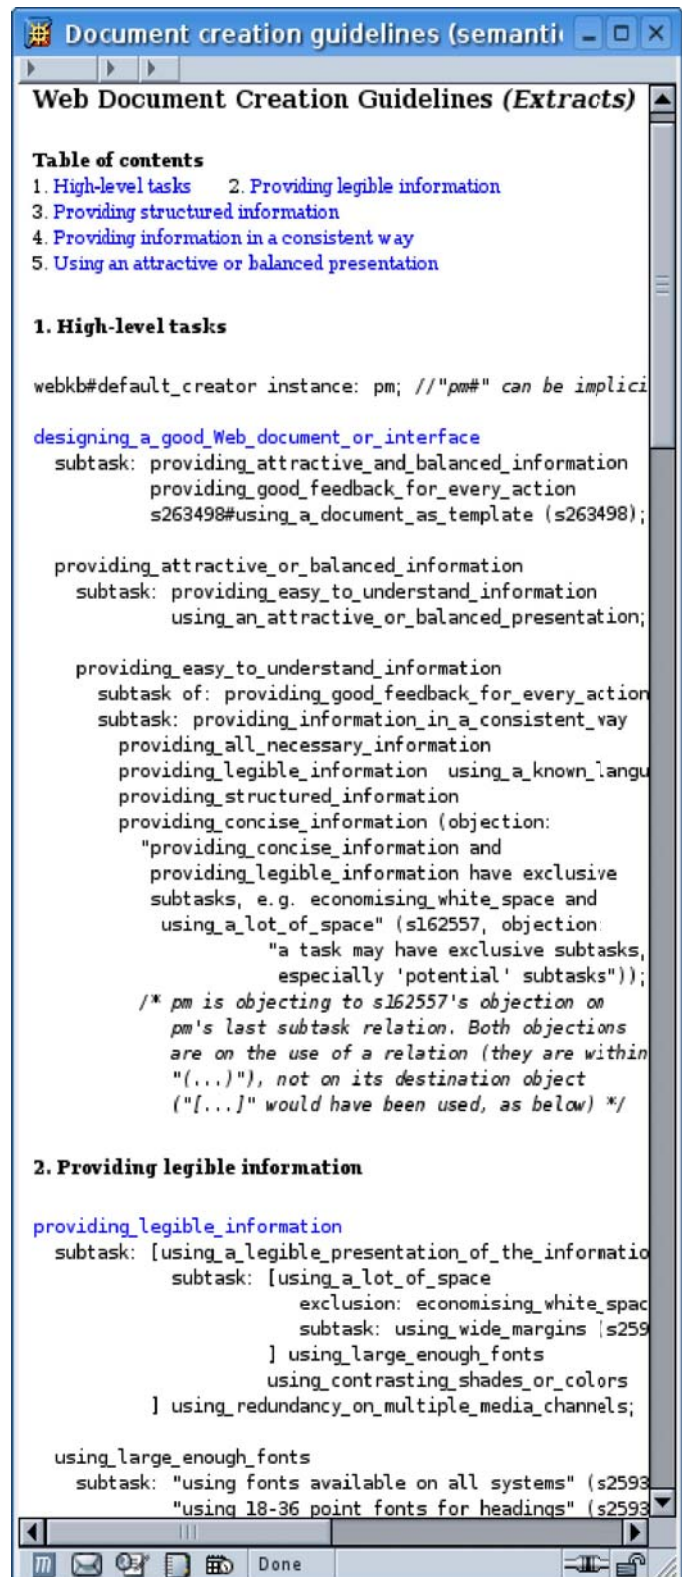 Document creation guidelines (semanti
Web Document Creation Guidelines (Extracts)
Table of contents
1. High-level tasks 2. Providing legible information
3. Providing structured information
4. Providing information in a consistent way
5. Using an attractive or balanced presentation
1. High-level tasks
webkb#default_creator instance: pm; //"pm#" can be implici
designing_a_good_Web_document_or_interface
subtask: providing_attractive_and_balanced_information
providing_good_feedback_for_every_action
s263498#using_a_document_as_template (s263498);
providing_attractive_or_balanced_information
subtask: providing_easy_to_understand_information
using_an_attractive_or_balanced_presentation;
providing_easy_to_understand_information
subtask of: providing_good_feedback_for_every_action
subtask: providing_information_in_a_consistent_way
providing_all_necessary_information
providing_legible_information using_a_known_langu
providing_structured_information
providing_concise_information (objection:
"providing_concise_information and
providing_legible_information have exclusive
subtasks, e.g. economising_white_space and
using_a_lot_of_space" (s162557, objection:
"a task may have exclusive subtasks,
especially 'potential' subtasks"));
/* pm is objecting to s162557's objection on
pm's last subtask relation. Both objections
are on the use of a relation (they are within
"(...)"), not on its destination object
("[...]" would have been used, as below) */
2. Providing legible information
providing_legible_information
subtask: [using_a_legible_presentation_of_the_informatio
subtask: [using_a_lot_of_space
exclusion: economising_white_spac
subtask: using_wide_margins (s259
] using_large_enough_fonts
using_contrasting_shades_or_colors
] using_redundancy_on_multiple_media_channels;
using_large_enough_fonts
subtask: "using fonts available on all systems" (s2593
"using 18-36 point fonts for headings" (s2593
Done